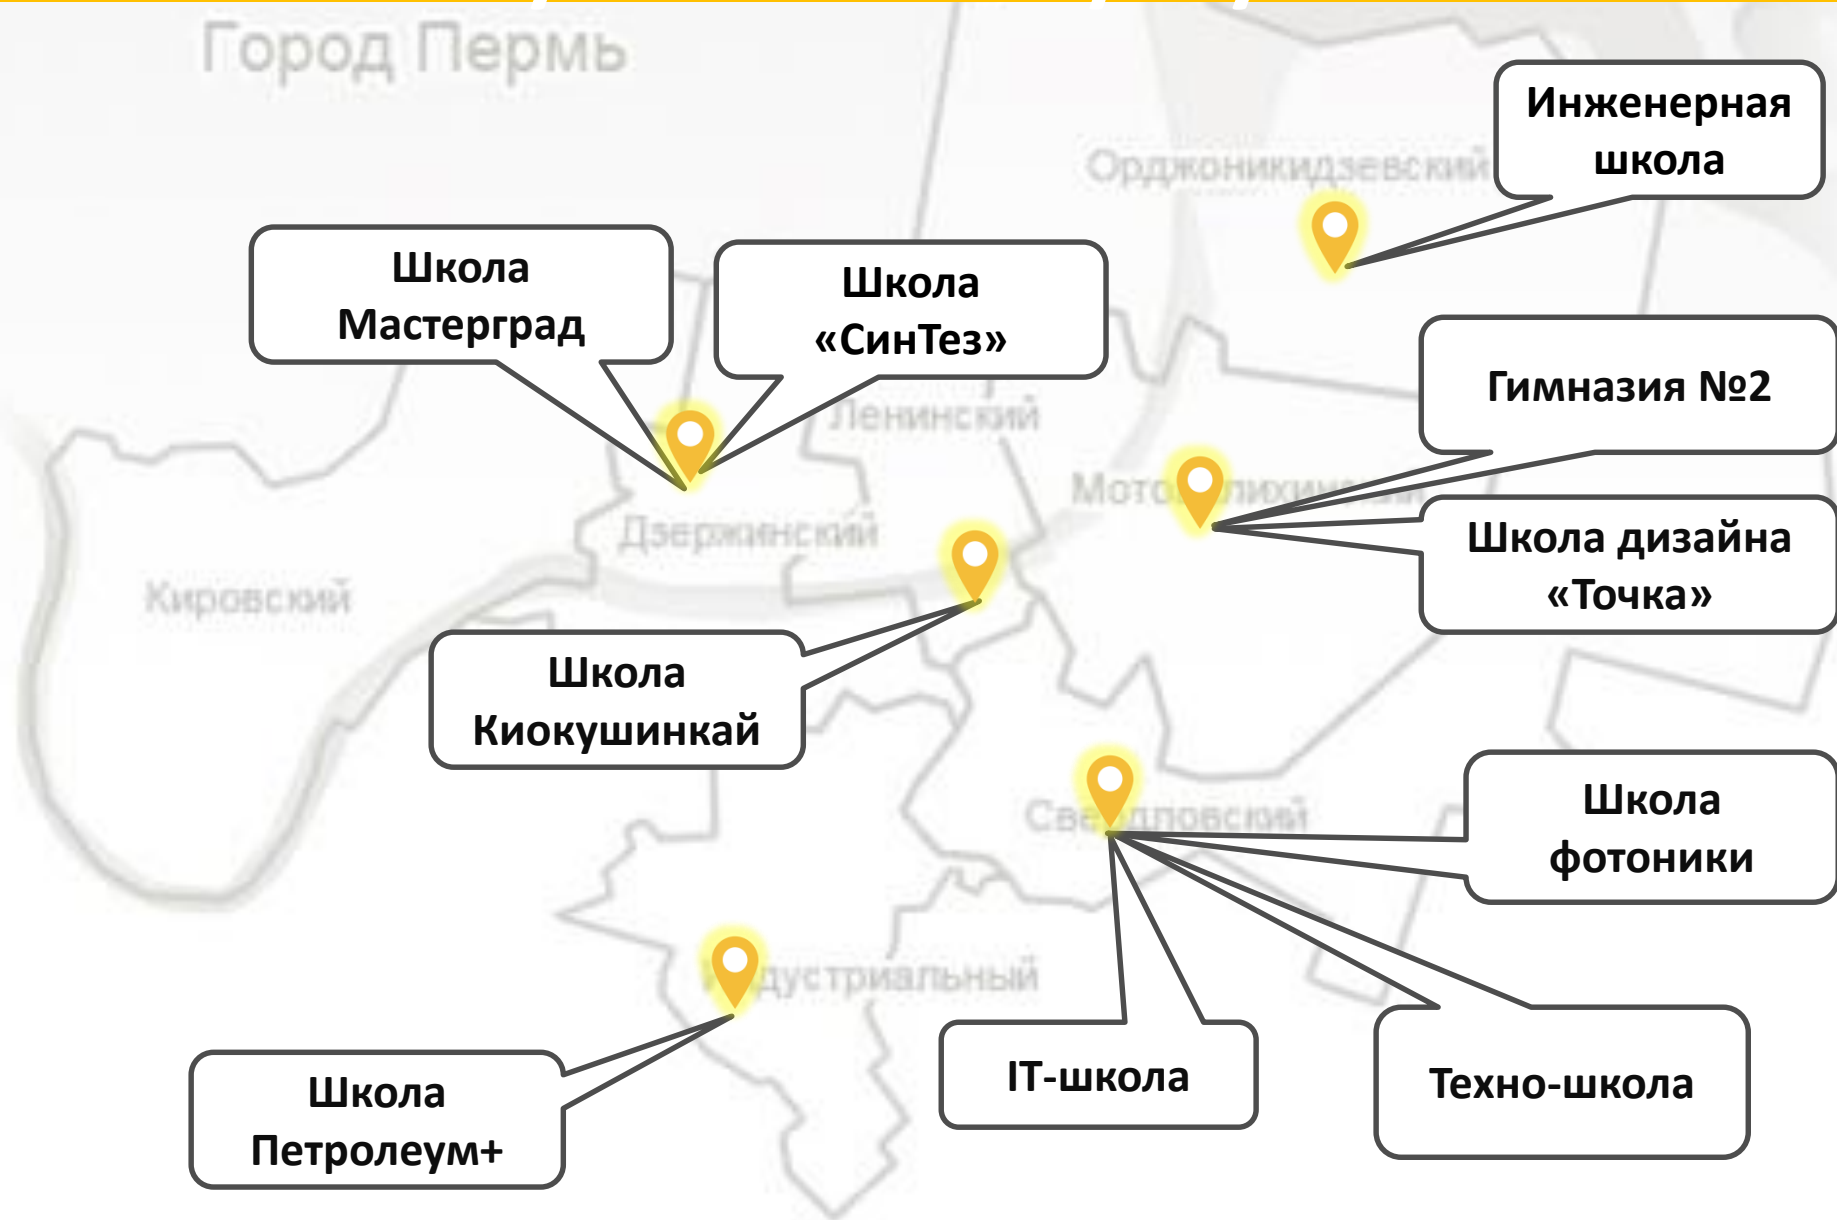 Город Пермь
Инженерная
школа
Орджоникидзевский
Школа
Мастерград
Школа
«СинТез»
Гимназия №2
Ленинский
Дзержинский
Школа дизайна
«Точка»
Кировский
Школа
Киокушинкай
Школа
фотоники
Индустриальный
IT-школа
Техно-школа
Школа
Петролеум+